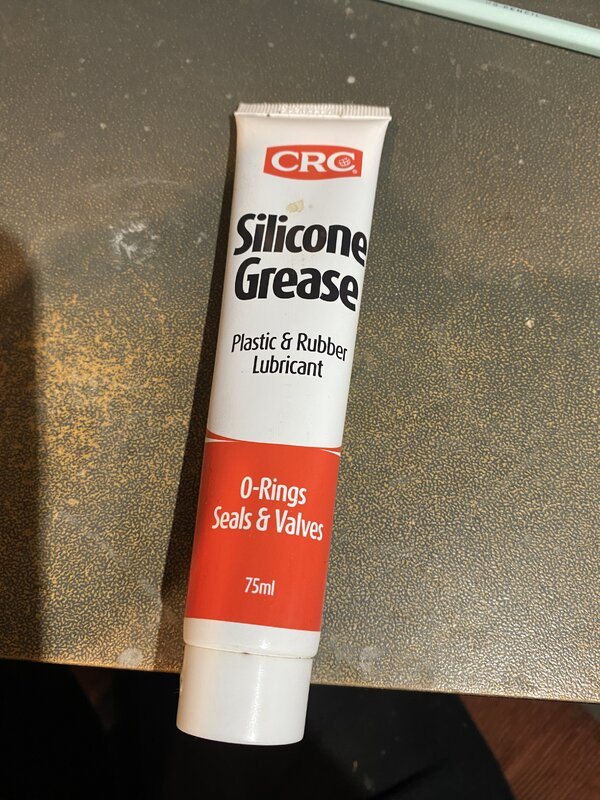 CRC
Silicone
Grease
Plastic & Rubber
Lubricant
O-Rings
Seals & Valves
75ml